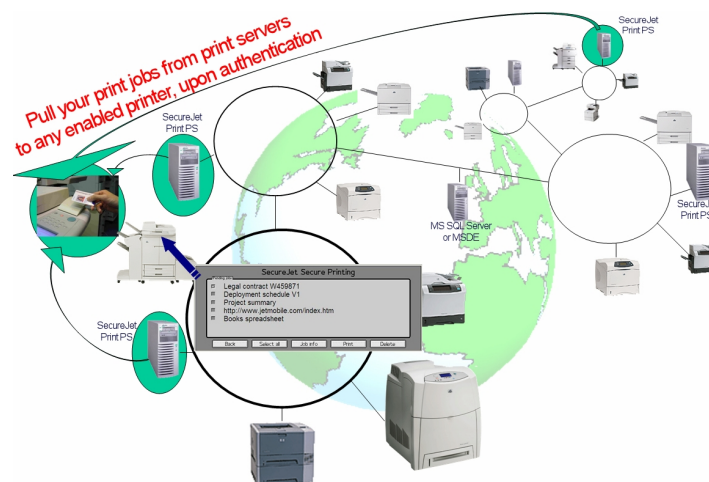 SecureJet
Print PS
Pull your print jobs from print servers
to any enabled printer, upon authentication
SecureJet
Print PS
SecureJet
Print PS
MS SQL Server
or MSDE
SecureJet Secure Printing
Legal contract W459871
Deployment schedule V1
Project summary
http://www.jetmobile.com/index.htm
Books spreadsheet
Back
Select all
Job info
Print
Delete
SecureJet
Print PS